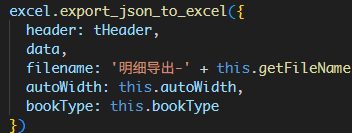 excel.export_json_to_excel({
header: tHeader,
data,
filename: '明细导出-' + this.getFileName
autoWidth: this.autoWidth,
bookType: this.bookType
})